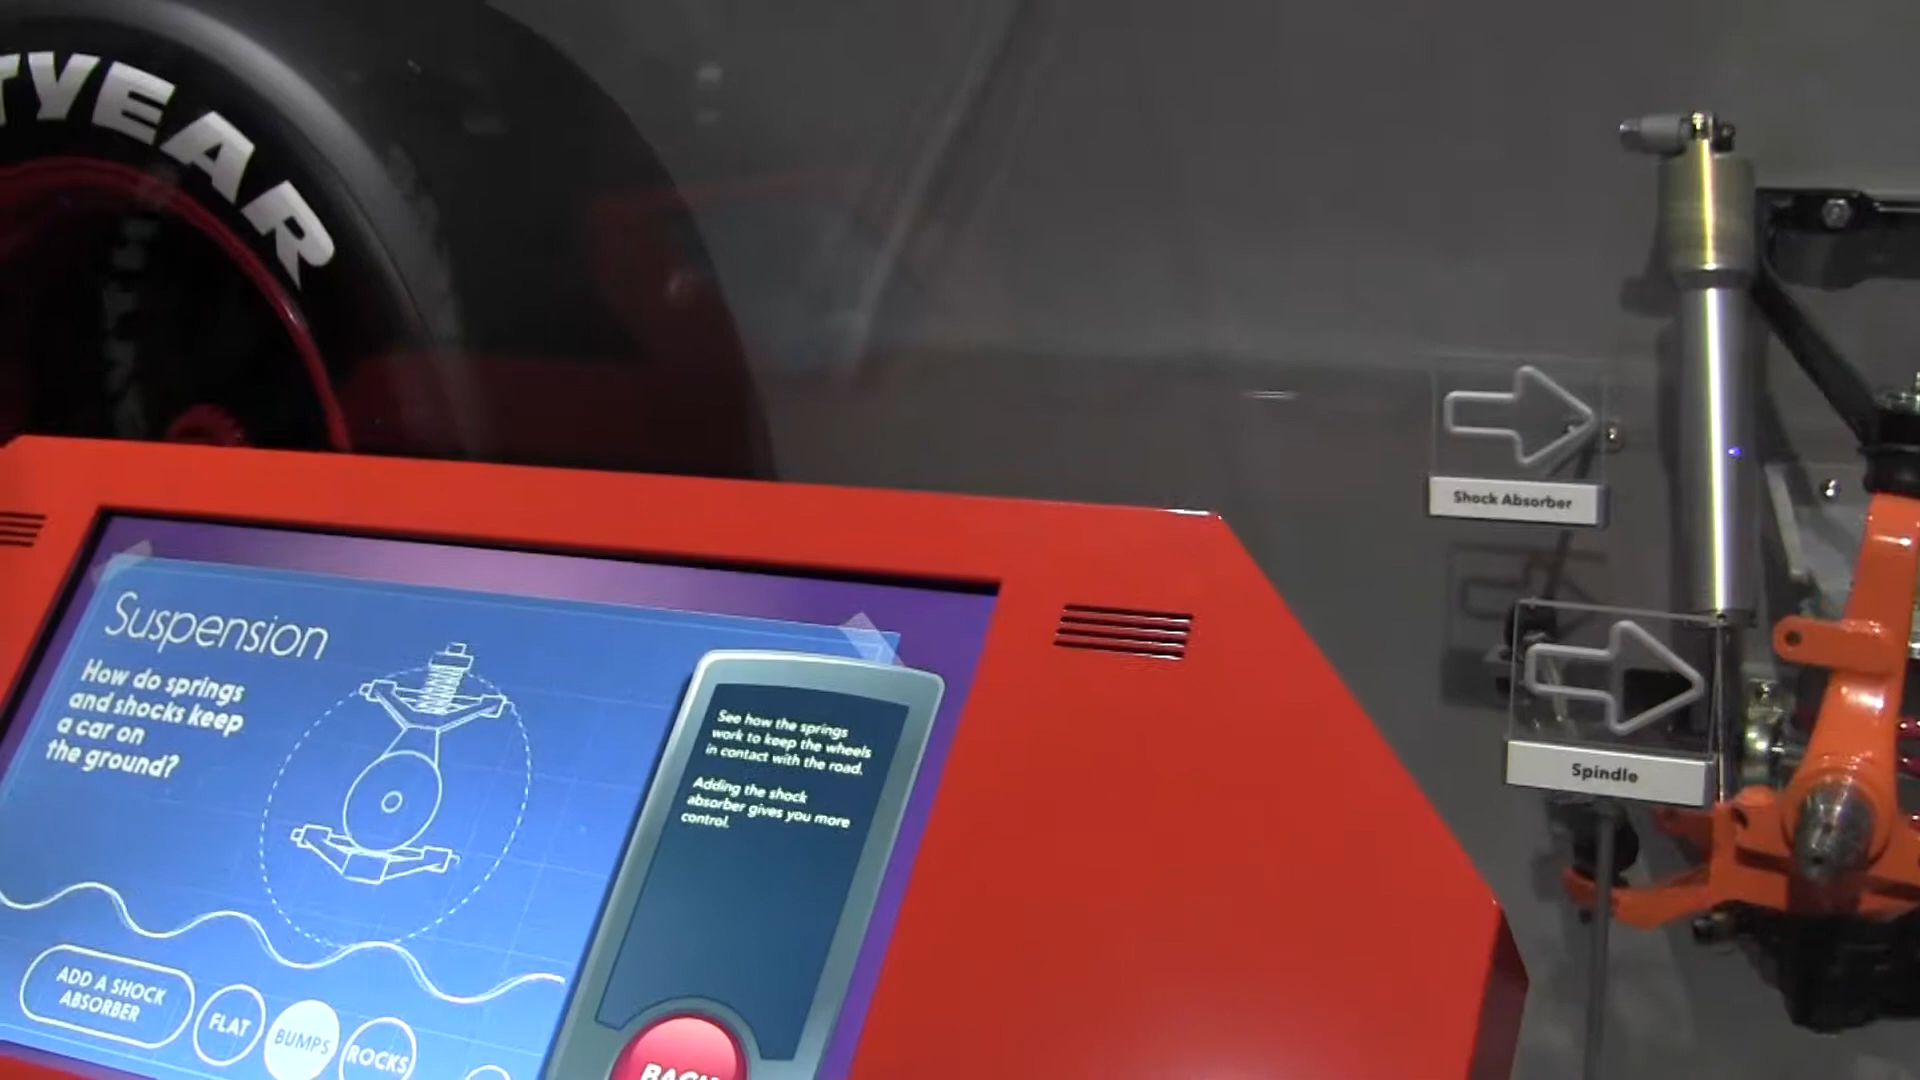 TYEAR
Shock Absorber
Spindle
Suspension
How do springs
and shocks keep
a car on
the ground?
See how the springs
work to keep the wheels
in contact with the road.
Adding the shock
absorber gives you more
control.
ADD A SHOCK
ABSORBER
FLAT
BUMPS
ROCKS
BACK